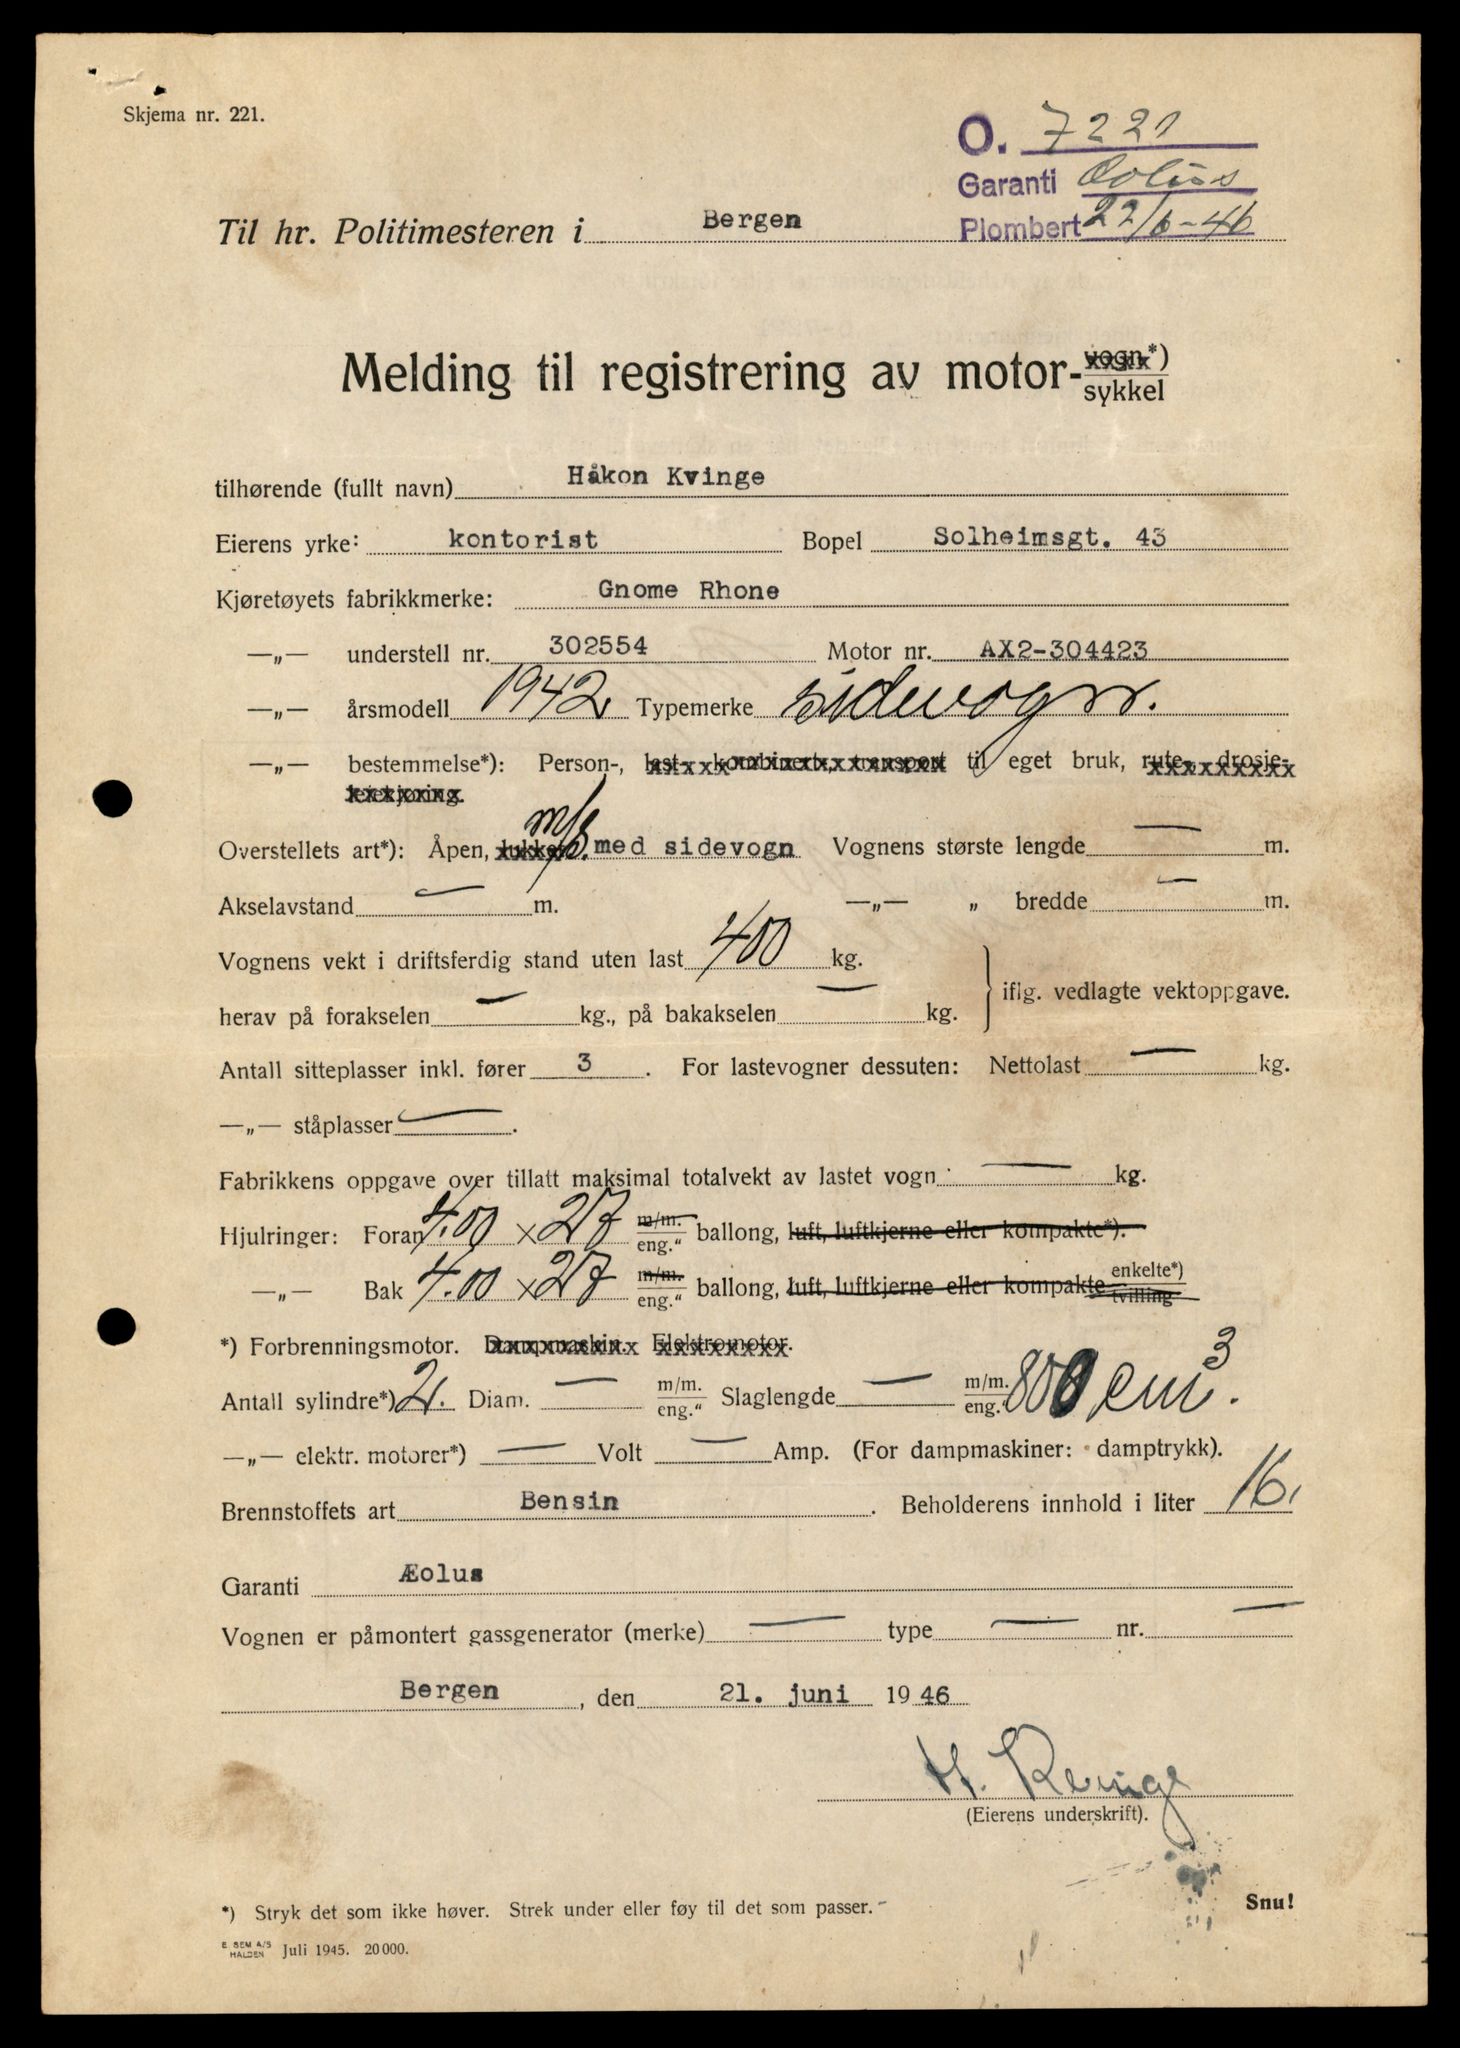 Skjema nr. 221.
O. 7221
Garanti Æolus
Plombert 22/6-46
Til hr. Politimesteren i Bergen
Melding til registrering av motor-vogn*)
sykkel
tilhørende (fullt navn) Håkon Kvinge
Eierens yrke: kontorist Bopel Solheimsgt. 43
Kjøretøyets fabrikkmerke: Gnome Rhone
—„— understell nr. 302554 Motor nr. AX2-304423
—„— årsmodell 1942 Typemerke sidevogn.
—„— bestemmelse*): Person-, last-, kombinerte, transport til eget bruk, rute-, drosje-
leiekjøring.
Overstellets art*): Åpen, lukket. m/s med sidevogn Vognens største lengde — m.
Akselavstand — m. —„— „ bredde — m.
Vognens vekt i driftsferdig stand uten last 400 kg.
herav på forakselen — kg., på bakakselen — kg. } iflg. vedlagte vektoppgave.
Antall sitteplasser inkl. fører 3. For lastevogner dessuten: Nettolast — kg.
—„— ståplasser —.
Fabrikkens oppgave over tillatt maksimal totalvekt av lastet vogn — kg.
Hjulringer: Foran 4.00 × 27 m/m. eng." ballong, luft, luftkjerne eller kompakte*).
—„— Bak 4.00 × 27 m/m. eng." ballong, luft, luftkjerne eller kompakte enkelte*) tvilling
*) Forbrenningsmotor. Dampmaskin. Elektromotor.
Antall sylindre*) 2. Diam. — m/m. eng." Slaglengde — m/m. eng." 800 cm³.
—„— elektr. motorer*) — Volt — Amp. (For dampmaskiner: damptrykk).
Brennstoffets art Bensin. Beholderens innhold i liter 16.
Garanti Æolus
Vognen er påmontert gassgenerator (merke) — type — nr. —
Bergen, den 21. juni 1946
H. Kvinge
(Eierens underskrift).
*) Stryk det som ikke høver. Strek under eller føy til det som passer.
Snu!
E SEM A/S HALDEN Juli 1945. 20 000.